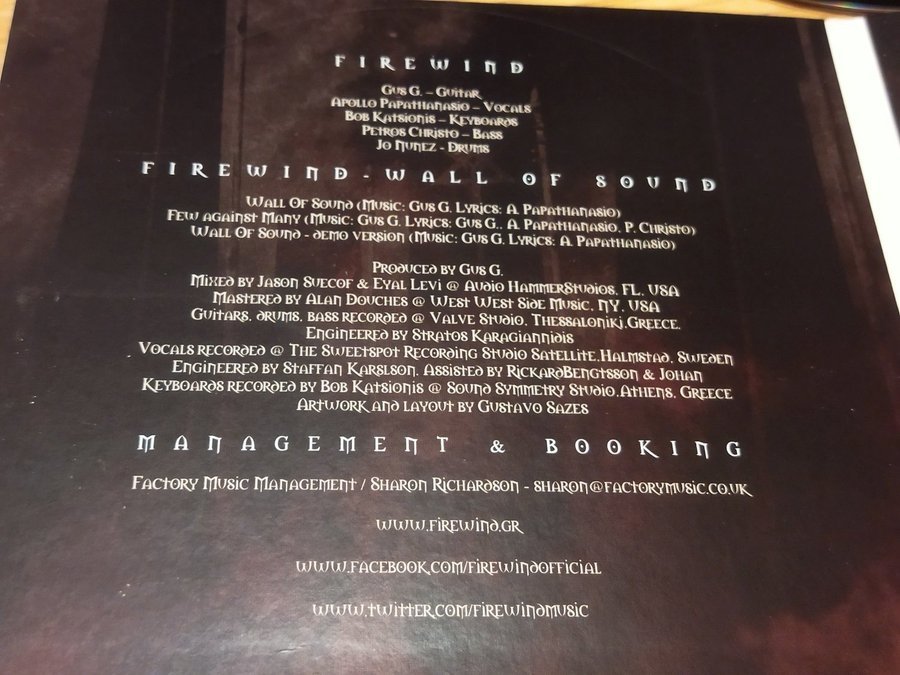 FIREWIND
Gus G. – Guitar
Apollo Papathanasio – Vocals
Bob Katsionis – Keyboards
Petros Christo – Bass
Jo Nunez - Drums
FIREWIND - WALL OF SOUND
Wall Of Sound (Music: Gus G. Lyrics: A. Papathanasio)
Few against Many (Music: Gus G. Lyrics: Gus G., A. Papathanasio, P. Christo)
Wall Of Sound - demo version (Music: Gus G. Lyrics: A. Papathanasio)
Produced by Gus G.
Mixed by Jason Suecof & Eyal Levi @ Audio HammerStudios, FL, USA
Mastered by Alan Douches @ West West Side Music, NY, USA
Guitars, drums, bass recorded @ Valve Studio, Thessaloniki,Greece.
Engineered by Stratos Karagiannidis
Vocals recorded @ The Sweetspot Recording Studio Satellite,Halmstad, Sweden
Engineered by Staffan Karslson. Assisted by RickardBengtsson & Johan
Keyboards recorded by Bob Katsionis @ Sound Symmetry Studio,Athens, Greece
Artwork and layout by Gustavo Sazes
MANAGEMENT & BOOKING
Factory Music Management / Sharon Richardson - sharon@factorymusic.co.uk
www.firewind.gr
www.facebook.com/firewindofficial
www.twitter.com/firewindmusic